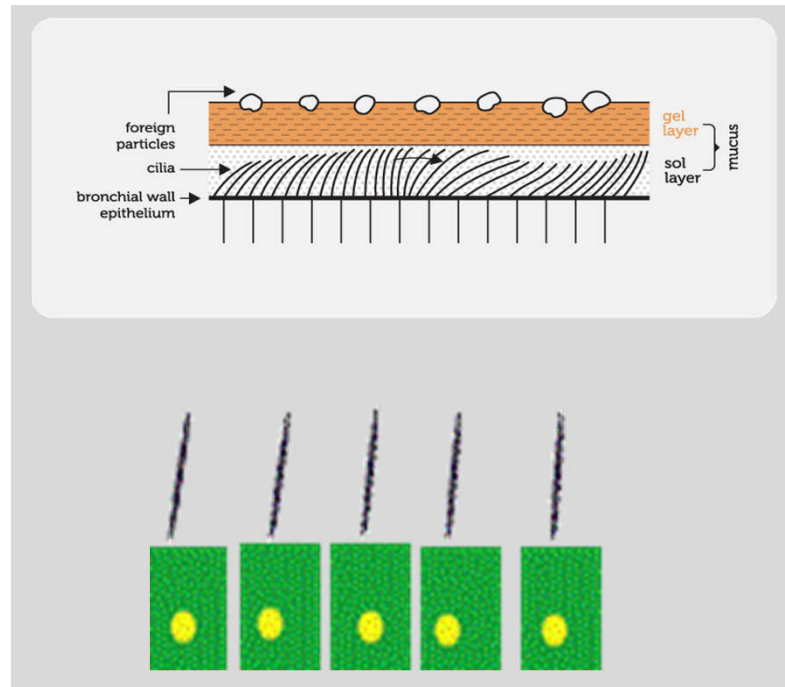 foreign
particles
cilia
bronchial wall
epithelium
gel
layer
sol
layer
mucus